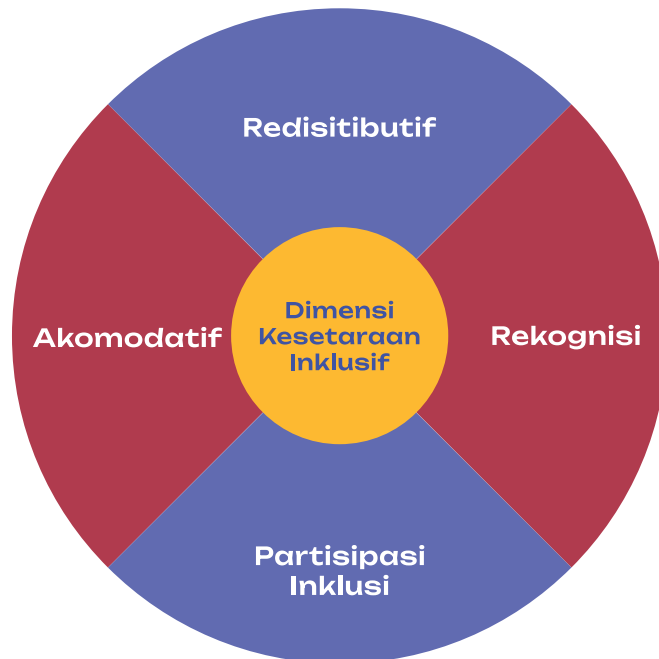 Redisitibutif
Dimensi
Kesetaraan
Inklusif
Akomodatif
Rekognisi
Partisipasi
Inklusi